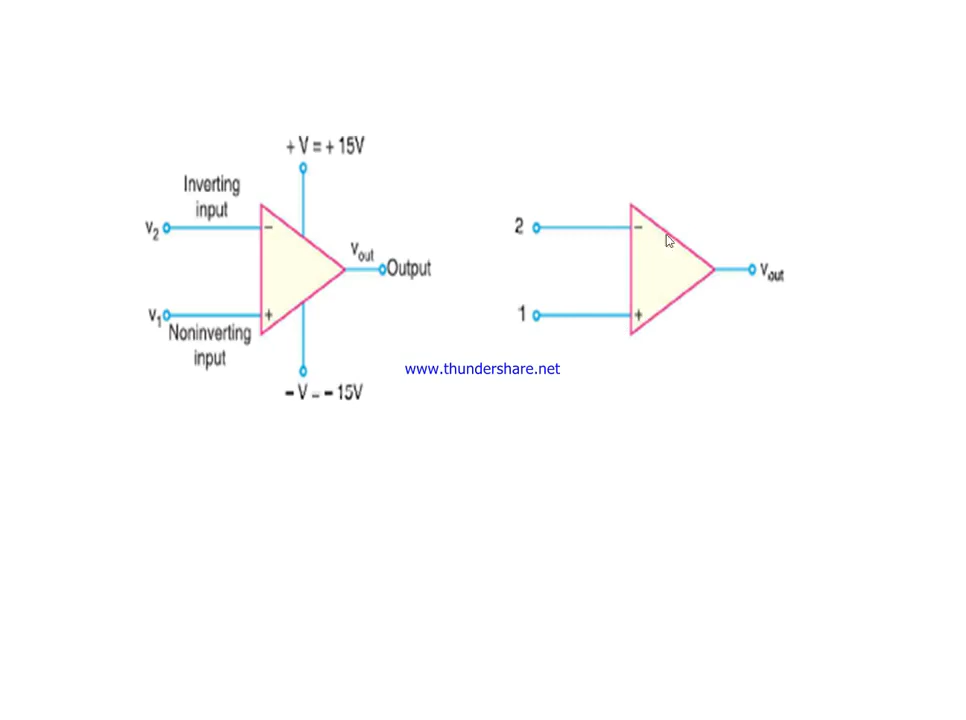 + V = + 15V
Inverting
input
V2
-
Vout
Output
V1
+
Noninverting
input
- V - - 15V
2
-
Vout
1
+
www.thundershare.net